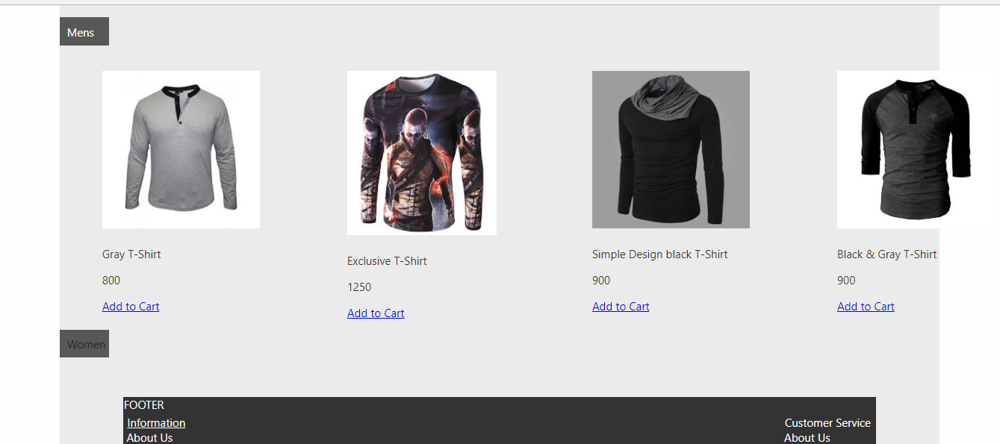 Mens
Gray T-Shirt
800
Add to Cart
Exclusive T-Shirt
1250
Add to Cart
Simple Design black T-Shirt
900
Add to Cart
Black & Gray T-Shirt
900
Add to Cart
Women
FOOTER
Information
About Us
Customer Service
About Us